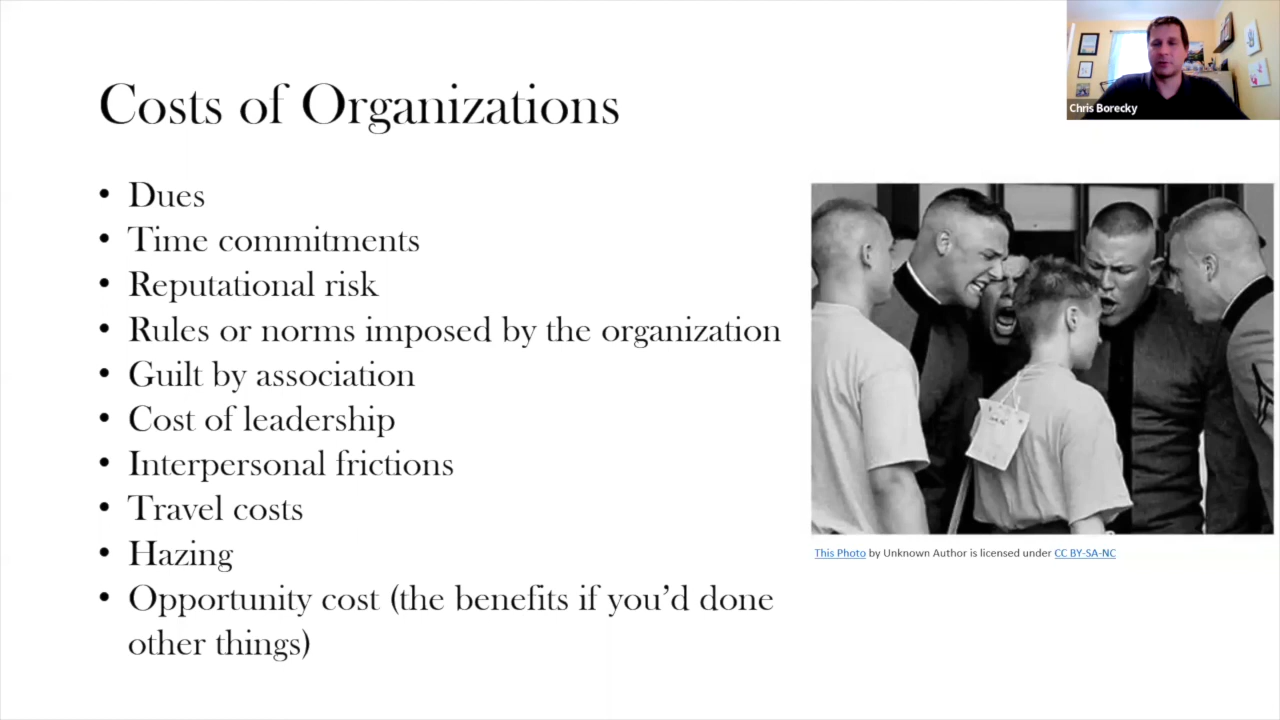 Costs of Organizations
Chris Borecky
• Dues
• Time commitments
• Reputational risk
• Rules or norms imposed by the organization
• Guilt by association
• Cost of leadership
• Interpersonal frictions
• Travel costs
• Hazing
• Opportunity cost (the benefits if you’d done
other things)
This Photo by Unknown Author is licensed under CC BY-SA-NC